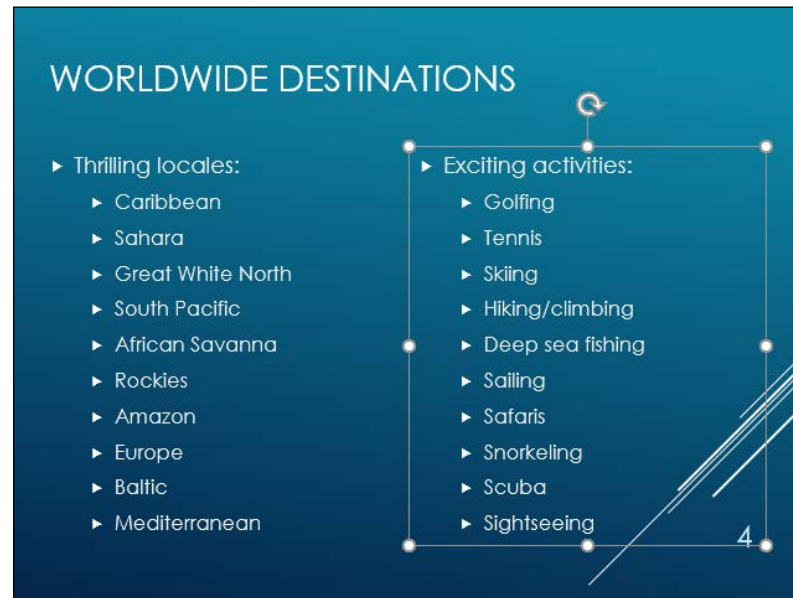 WORLDWIDE DESTINATIONS
Thrilling locales:
Caribbean
Sahara
Great White North
South Pacific
African Savanna
Rockies
Amazon
Europe
Baltic
Mediterranean
Exciting activities:
Golfing
Tennis
Skiing
Hiking/climbing
Deep sea fishing
Sailing
Safaris
Snorkeling
Scuba
Sightseeing
4